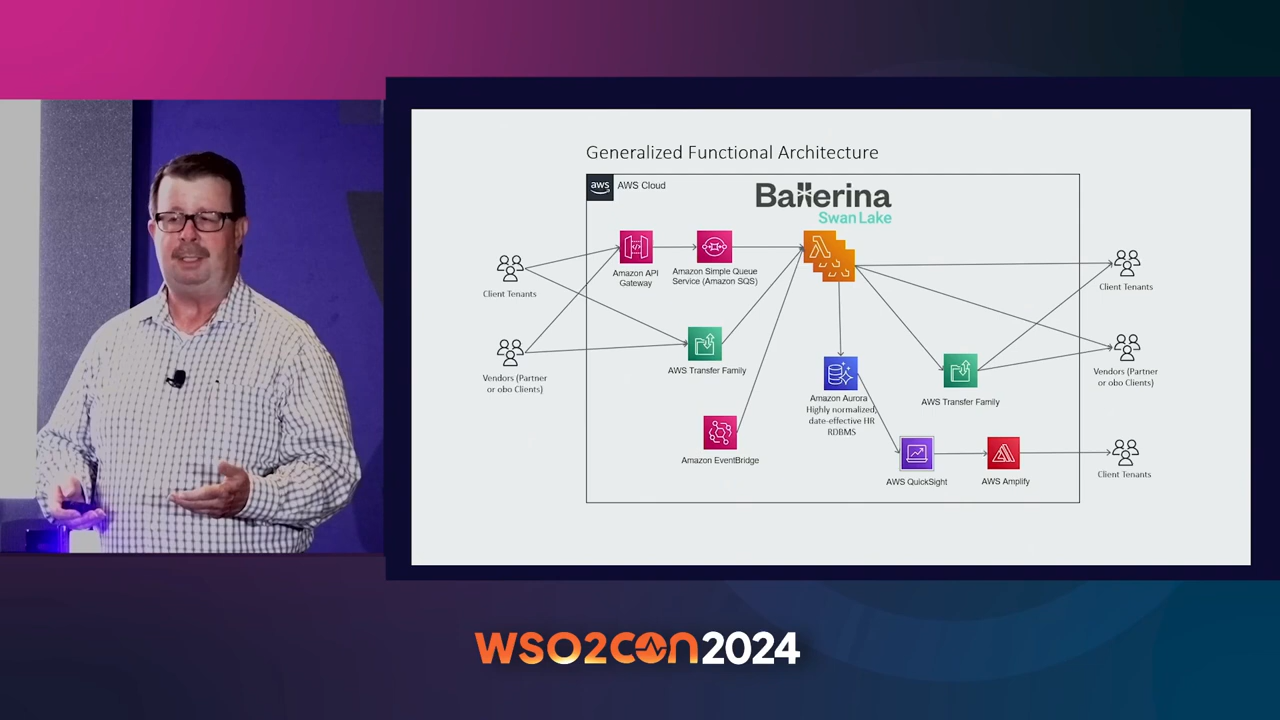 Generalized Functional Architecture
aws
AWS Cloud
Ballerina
Swan Lake
Client Tenants
Amazon API
Gateway
Amazon Simple Queue
Service (Amazon SQS)
Client Tenants
Vendors (Partner
or obo Clients)
AWS Transfer Family
Amazon Aurora
Highly normalized,
date-effective HR
RDBMS
AWS Transfer Family
Vendors (Partner
or obo Clients)
Amazon EventBridge
AWS QuickSight
AWS Amplify
Client Tenants
WSO2CON2024